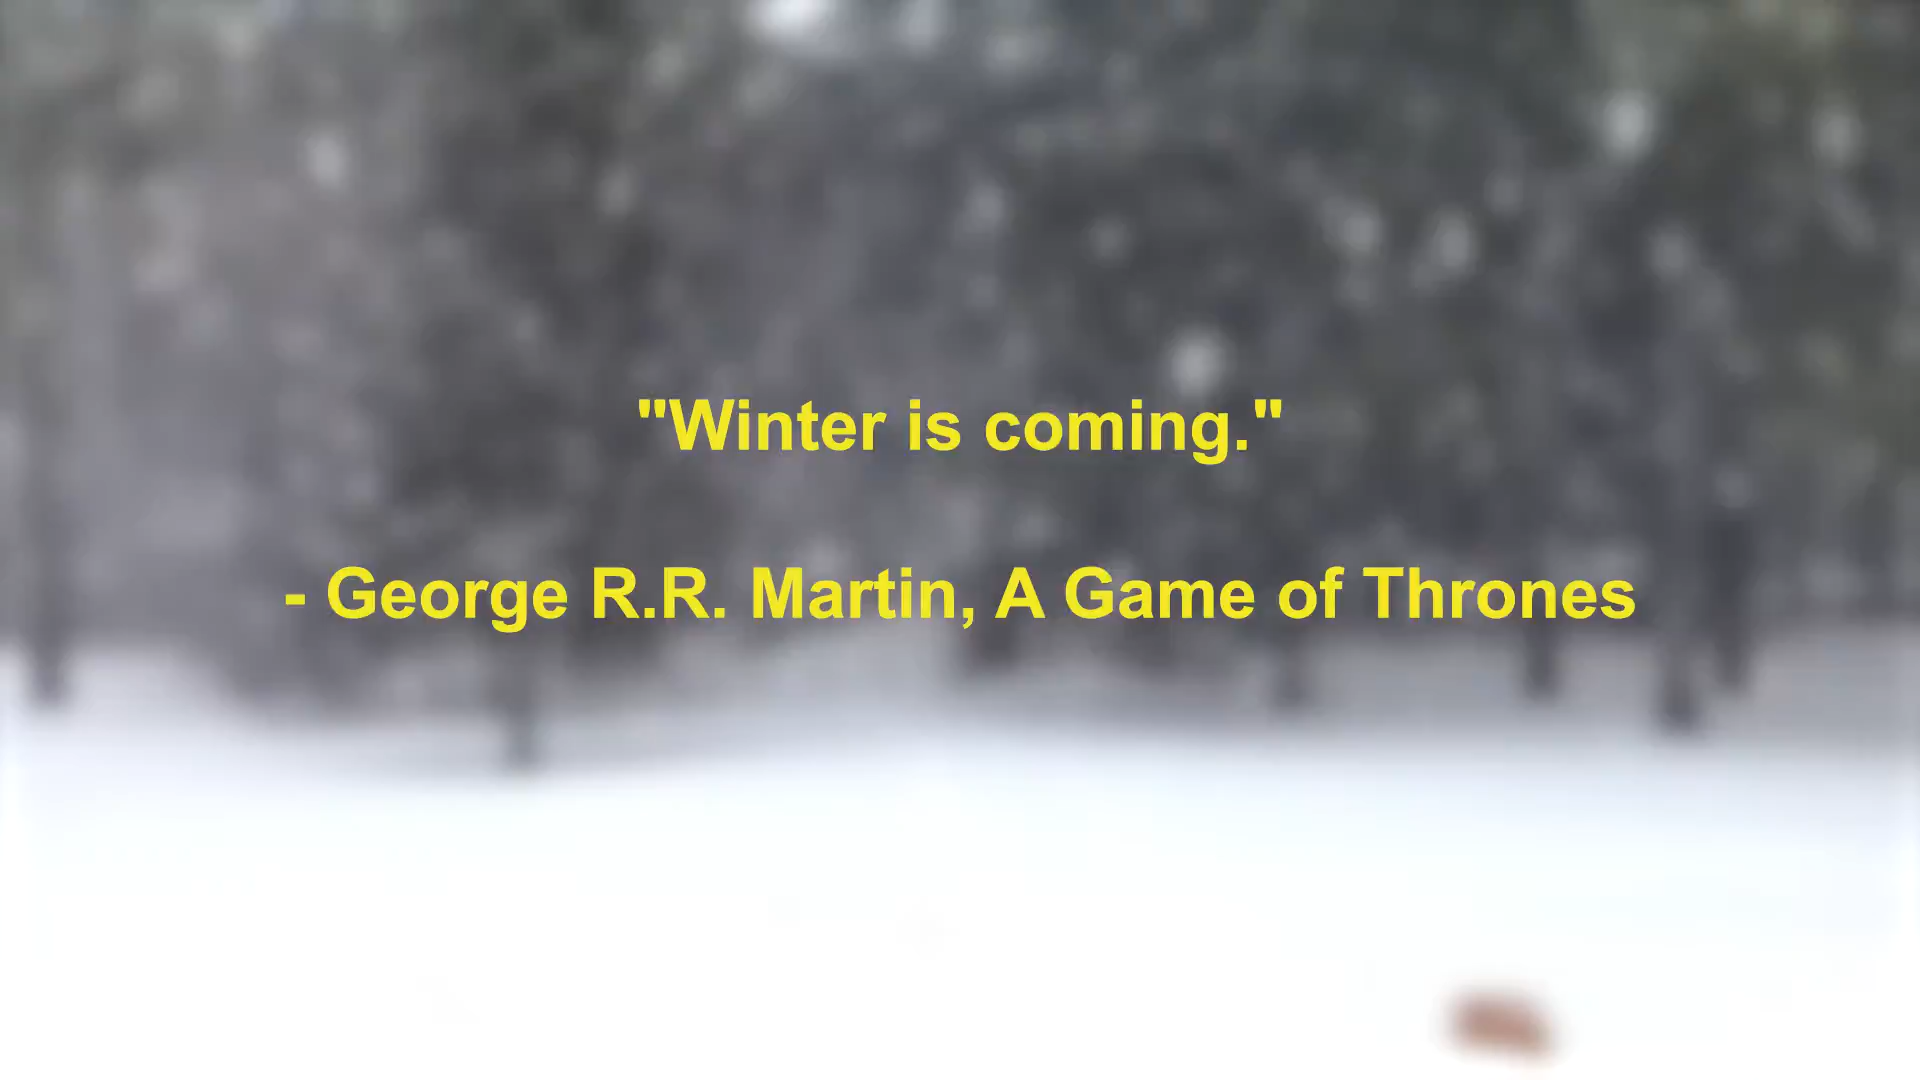 "Winter is coming."
- George R.R. Martin, A Game of Thrones